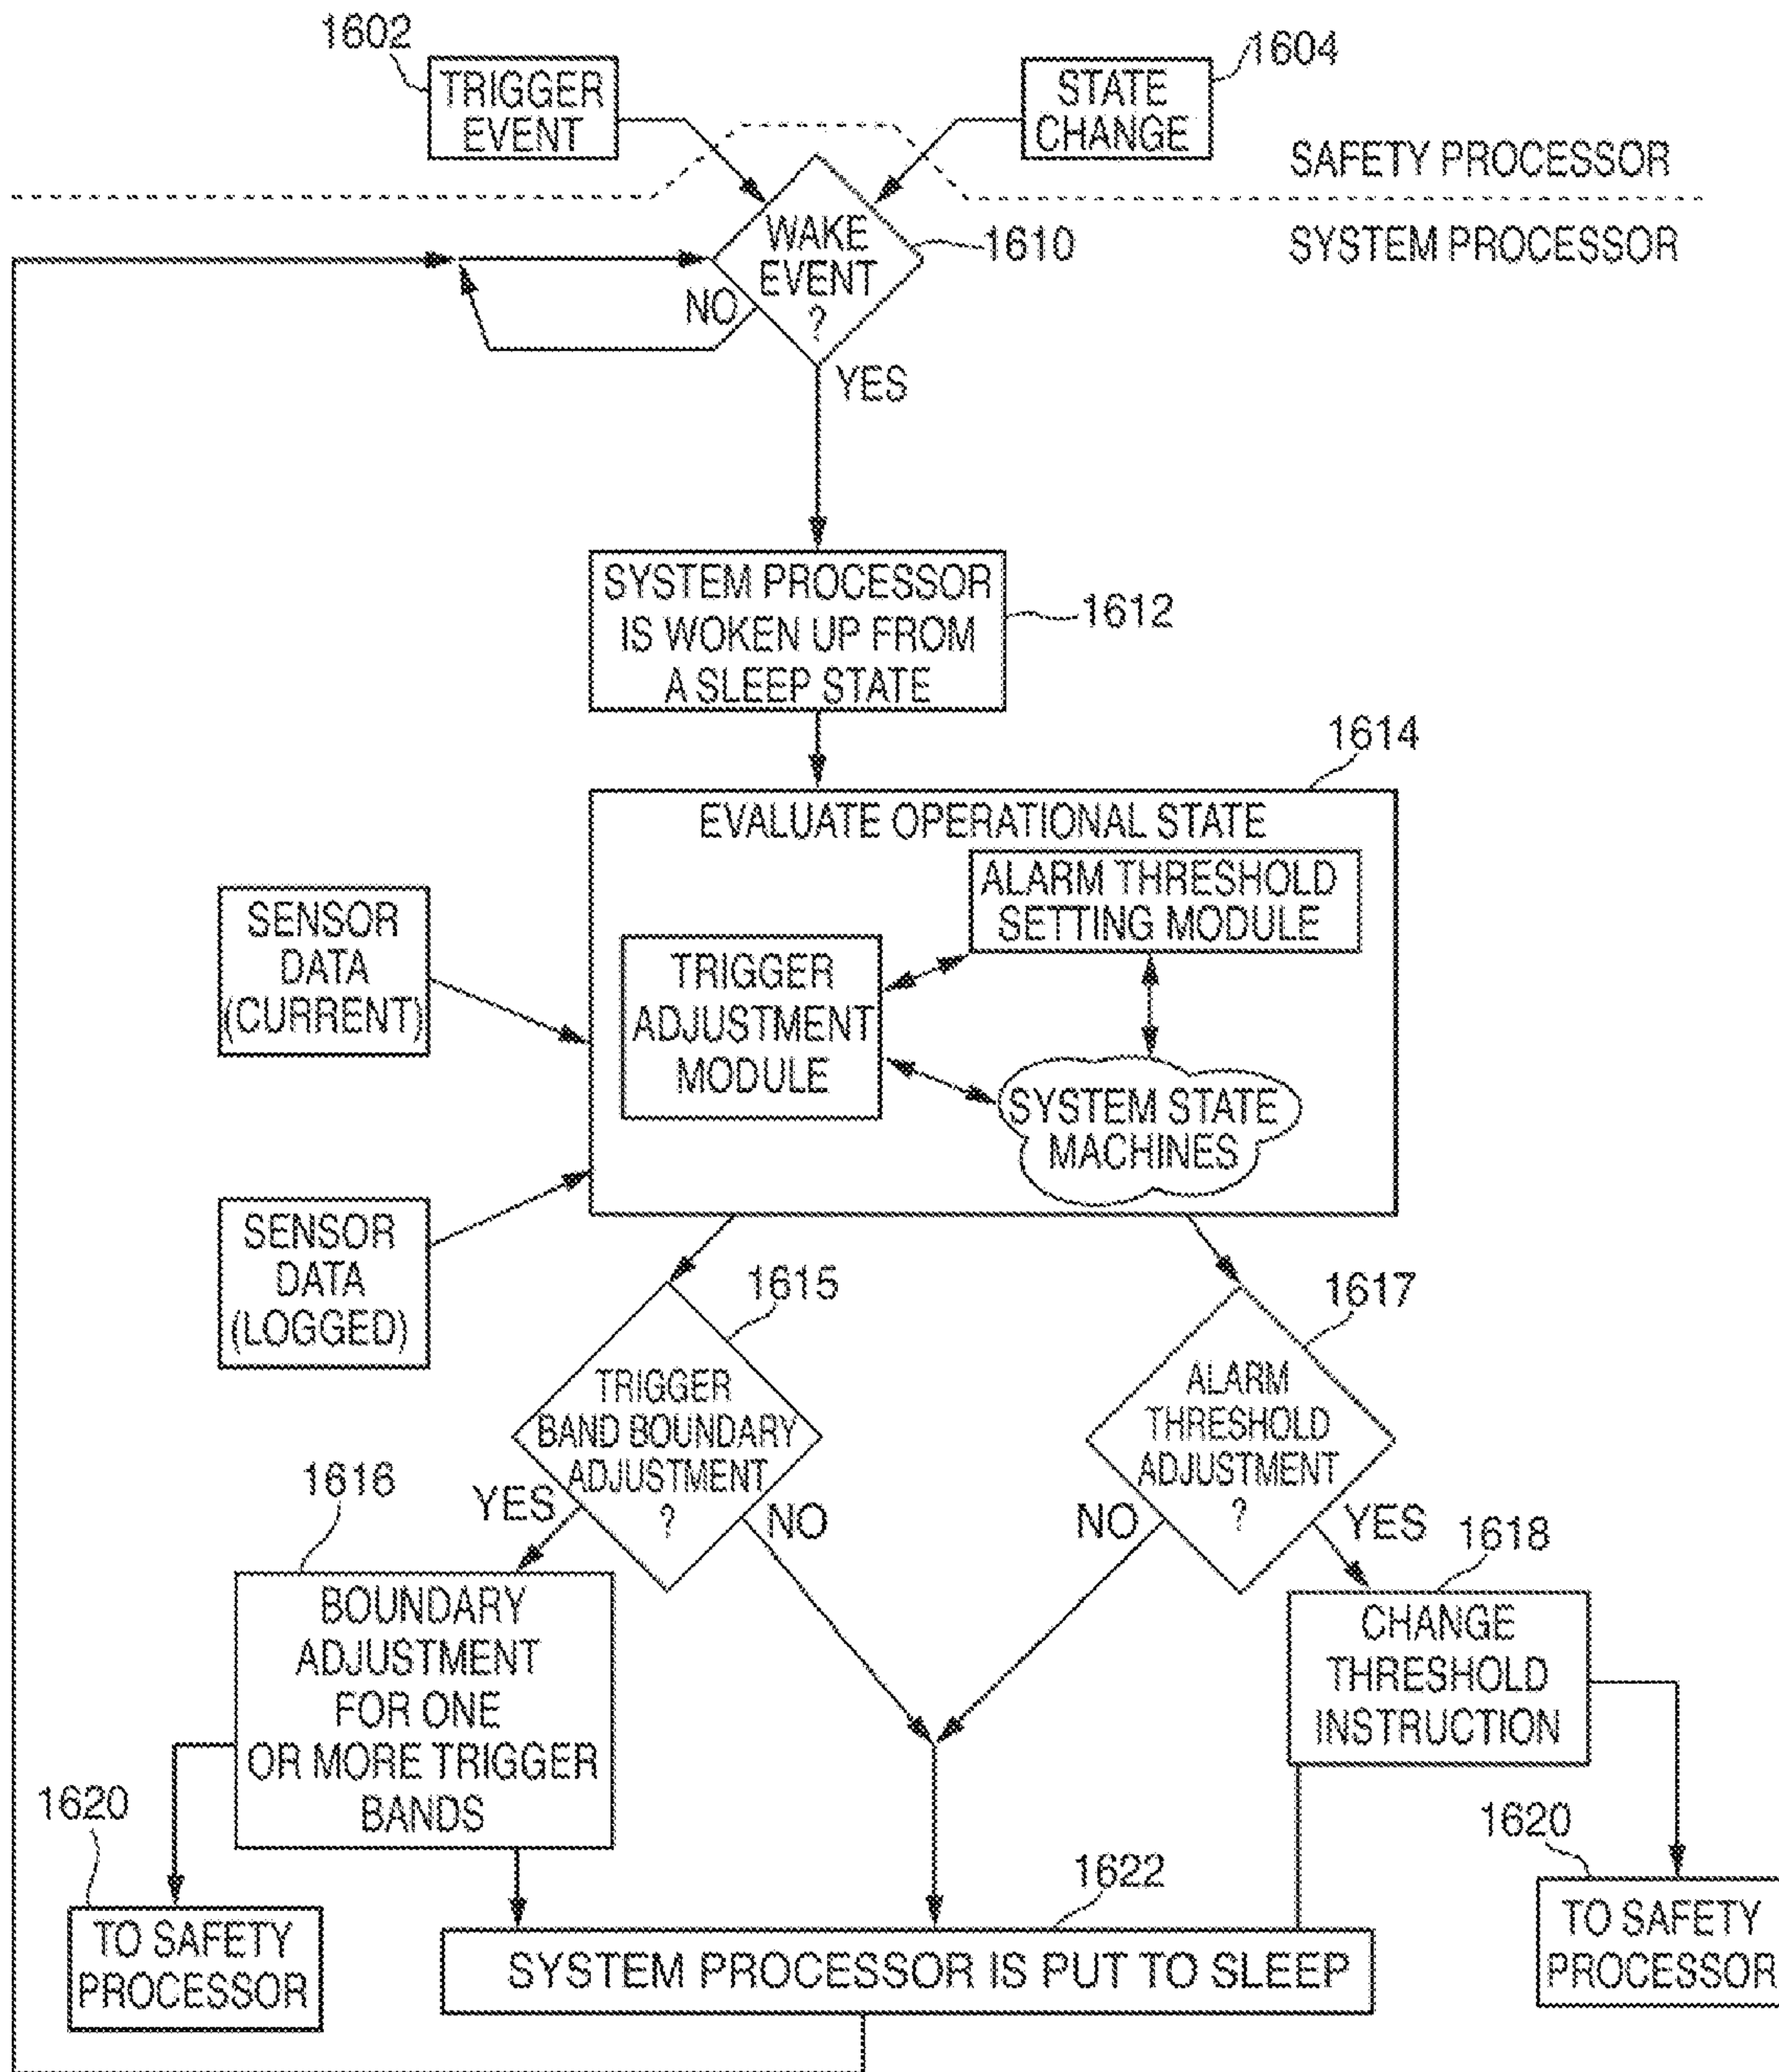 1602
TRIGGER
EVENT
1604
STATE
CHANGE
SAFETY PROCESSOR
SYSTEM PROCESSOR
WAKE
EVENT
?
1610
NO
YES
SYSTEM PROCESSOR
IS WOKEN UP FROM
A SLEEP STATE
1612
1614
EVALUATE OPERATIONAL STATE
ALARM THRESHOLD
SETTING MODULE
TRIGGER
ADJUSTMENT
MODULE
SYSTEM STATE
MACHINES
SENSOR
DATA
(CURRENT)
SENSOR
DATA
(LOGGED)
1615
TRIGGER
BAND BOUNDARY
ADJUSTMENT
?
YES
NO
1617
ALARM
THRESHOLD
ADJUSTMENT
?
NO
YES
1616
BOUNDARY
ADJUSTMENT
FOR ONE
OR MORE TRIGGER
BANDS
1618
CHANGE
THRESHOLD
INSTRUCTION
1620
TO SAFETY
PROCESSOR
1622
SYSTEM PROCESSOR IS PUT TO SLEEP
1620
TO SAFETY
PROCESSOR